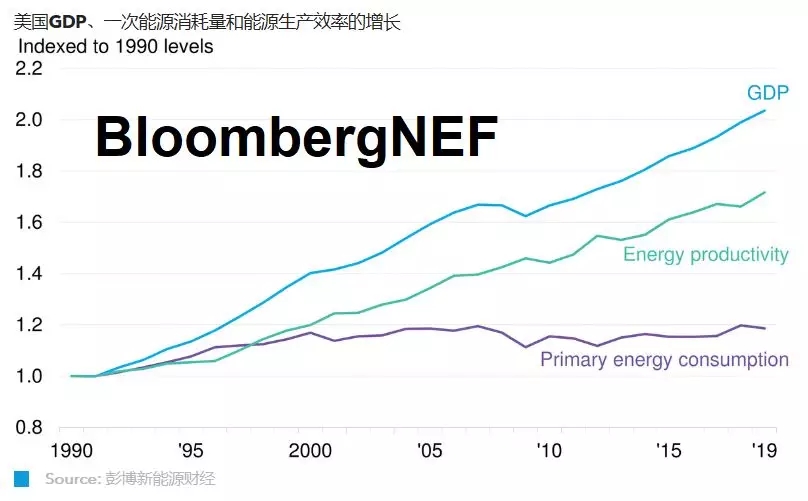 美国GDP、一次能源消耗量和能源生产效率的增长
Indexed to 1990 levels
2.2
GDP
2.0
BloombergNEF
1.8
1.6
Energy productivity
1.4
1.2
Primary energy consumption
1.0
0.8
1990 '95 2000 '05 '10 '15 '19
Source: 彭博新能源财经